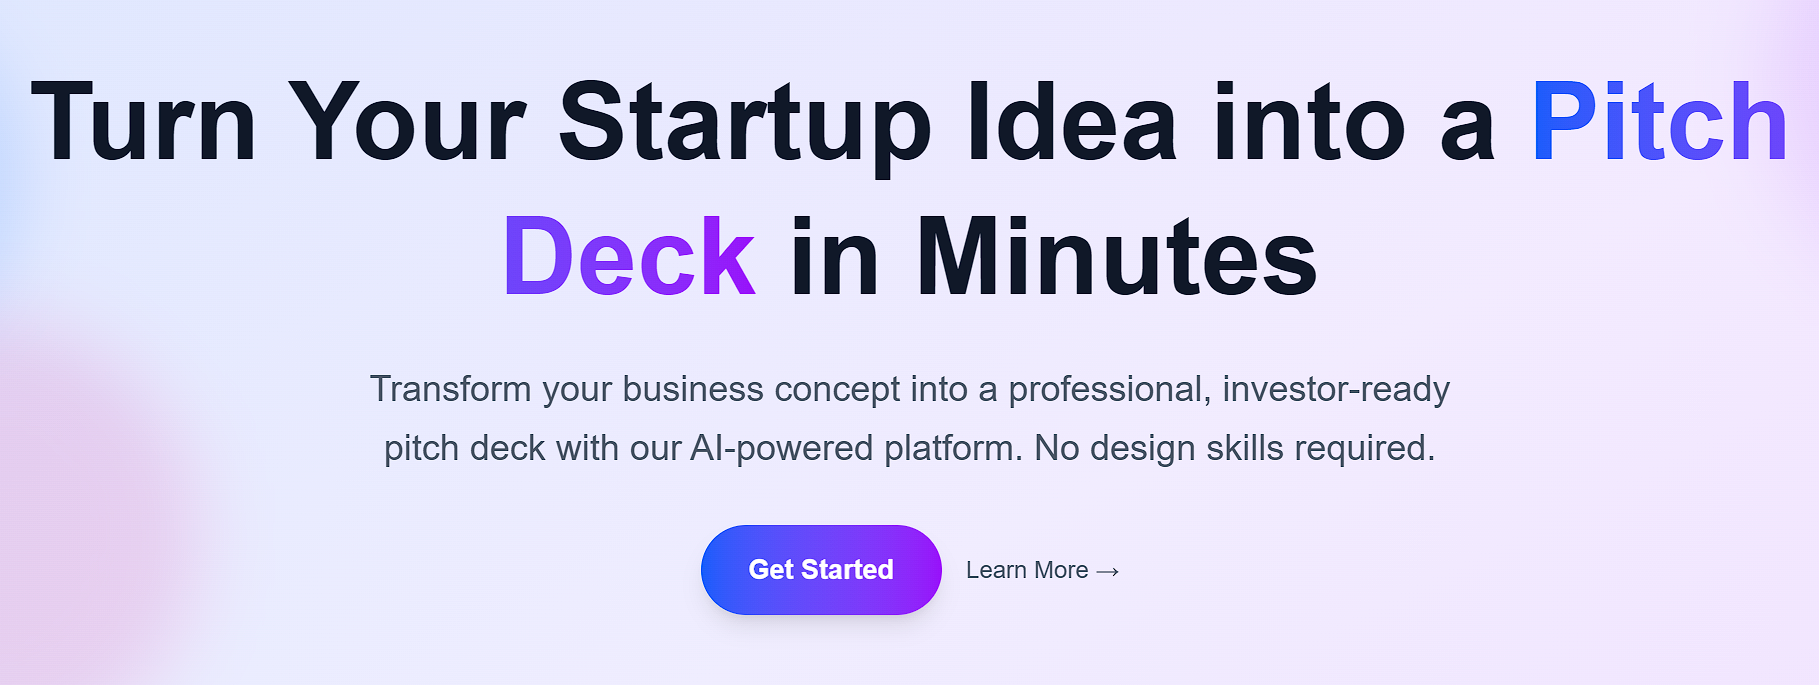 Turn Your Startup Idea into a Pitch
Deck in Minutes
Transform your business concept into a professional, investor-ready
pitch deck with our AI-powered platform. No design skills required.
Get Started
Learn More →